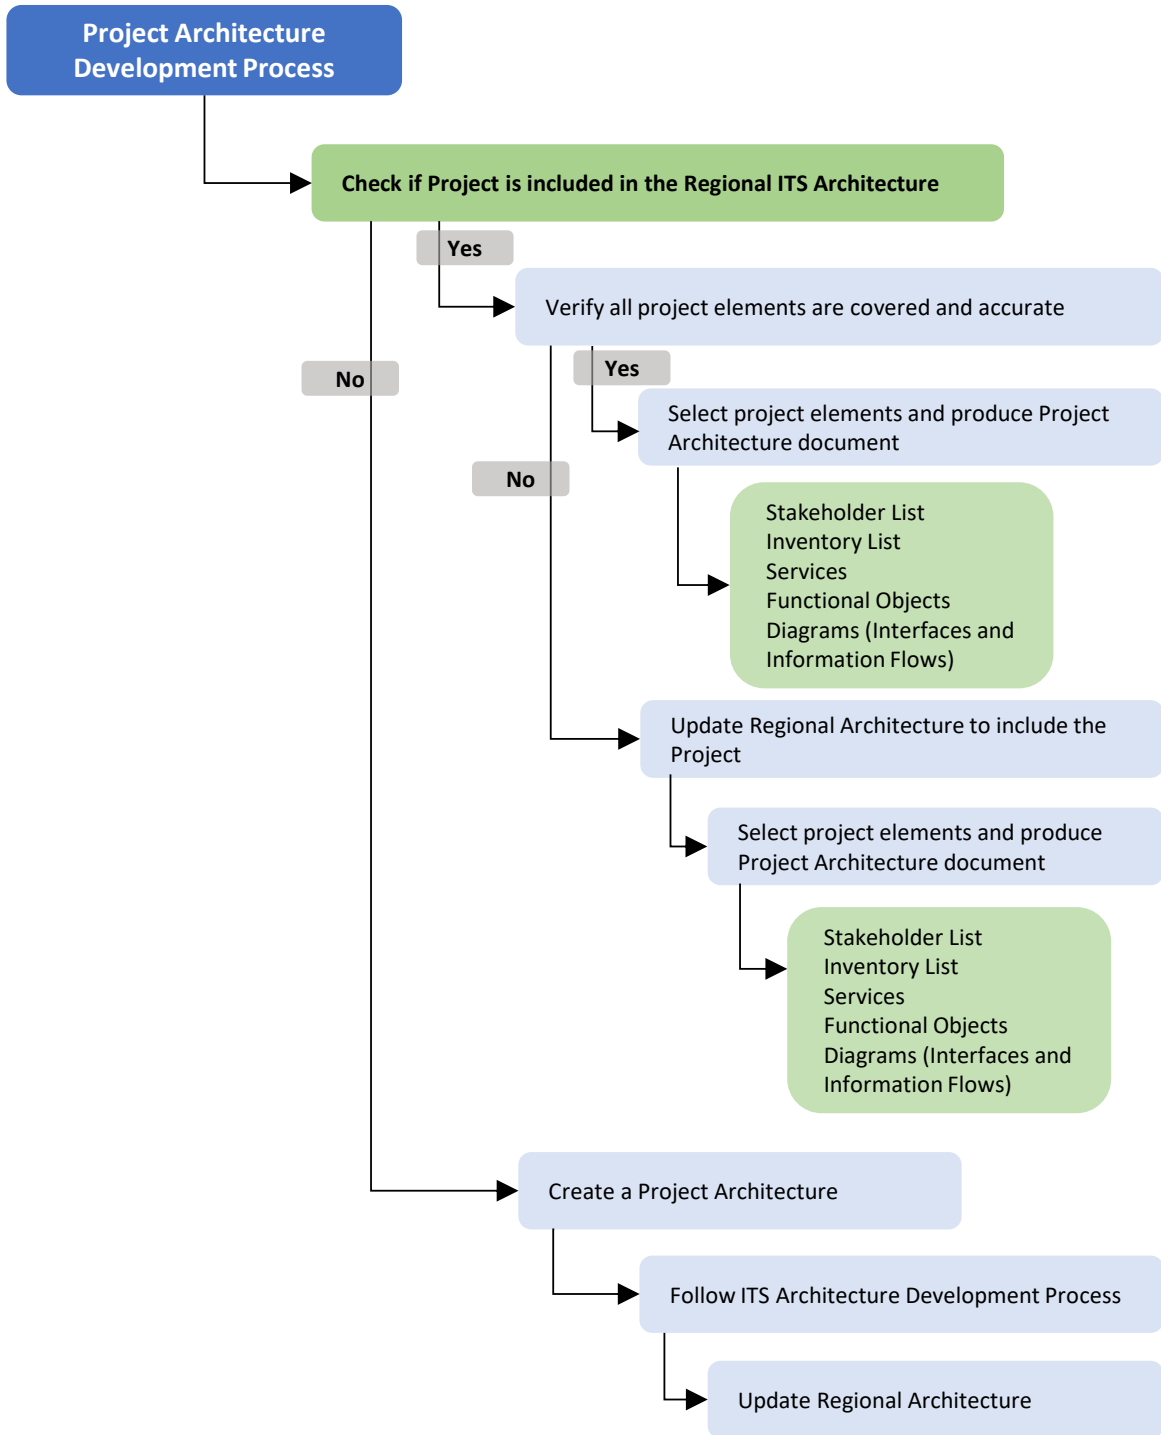 Project Architecture
Development Process
Check if Project is included in the Regional ITS Architecture
Yes
Verify all project elements are covered and accurate
No
Yes
Select project elements and produce Project
Architecture document
No
Stakeholder List
Inventory List
Services
Functional Objects
Diagrams (Interfaces and
Information Flows)
Update Regional Architecture to include the
Project
Select project elements and produce
Project Architecture document
Stakeholder List
Inventory List
Services
Functional Objects
Diagrams (Interfaces and
Information Flows)
Create a Project Architecture
Follow ITS Architecture Development Process
Update Regional Architecture